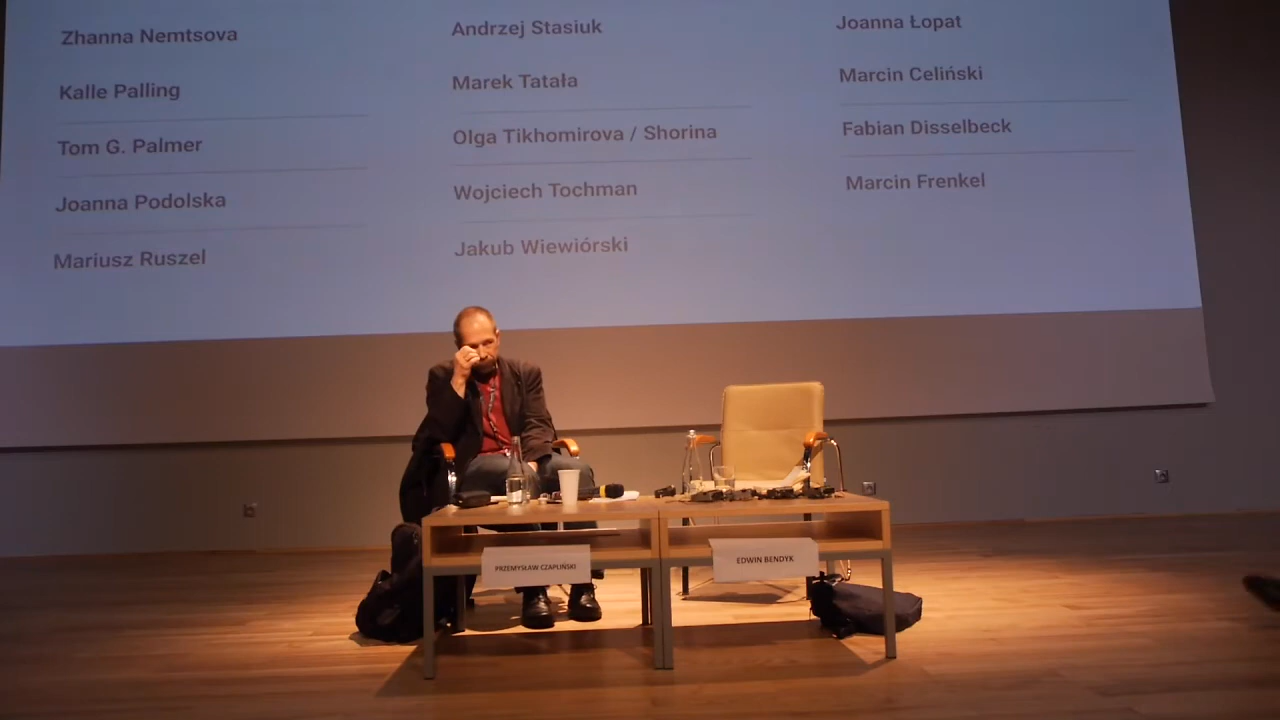 Zhanna Nemtsova
Kalle Palling
Tom G. Palmer
Joanna Podolska
Mariusz Ruszel
Andrzej Stasiuk
Marek Tatała
Olga Tikhomirova / Shorina
Wojciech Tochman
Jakub Wiewiórski
Joanna Łopat
Marcin Celiński
Fabian Disselbeck
Marcin Frenkel
PRZEMYSŁAW CZAPLIŃSKI
EDWIN BENDYK